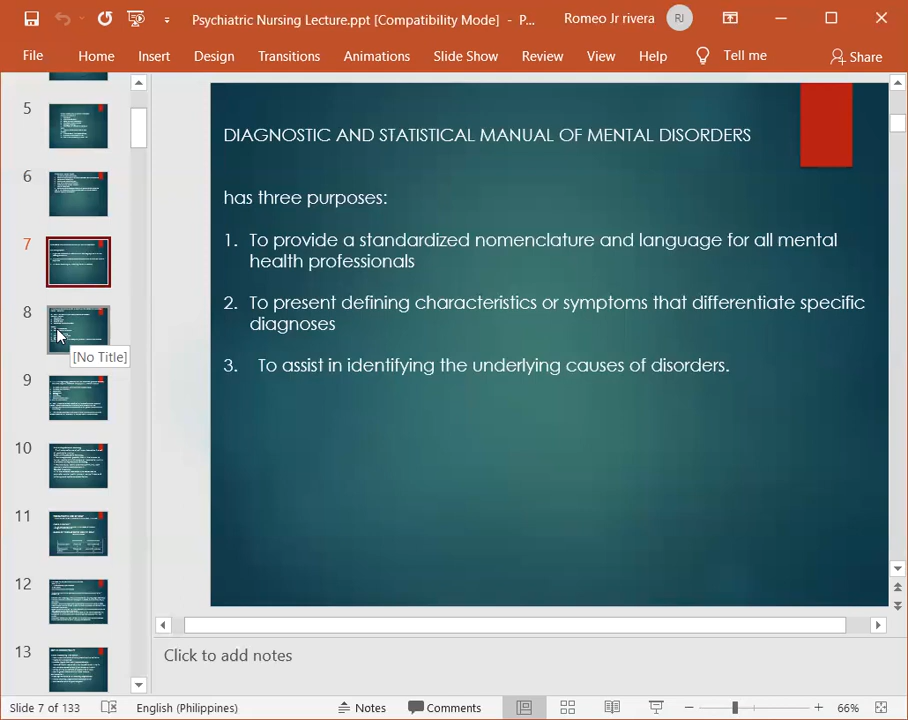 Psychiatric Nursing Lecture.ppt [Compatibility Mode] - P...
Romeo Jr rivera
RJ
File Home Insert Design Transitions Animations Slide Show Review View Help Tell me Share
5
6
7
8
[No Title]
9
10
11
12
13
DIAGNOSTIC AND STATISTICAL MANUAL OF MENTAL DISORDERS
has three purposes:
1. To provide a standardized nomenclature and language for all mental
health professionals
2. To present defining characteristics or symptoms that differentiate specific
diagnoses
3. To assist in identifying the underlying causes of disorders.
Click to add notes
Slide 7 of 133 English (Philippines) Notes Comments 66%